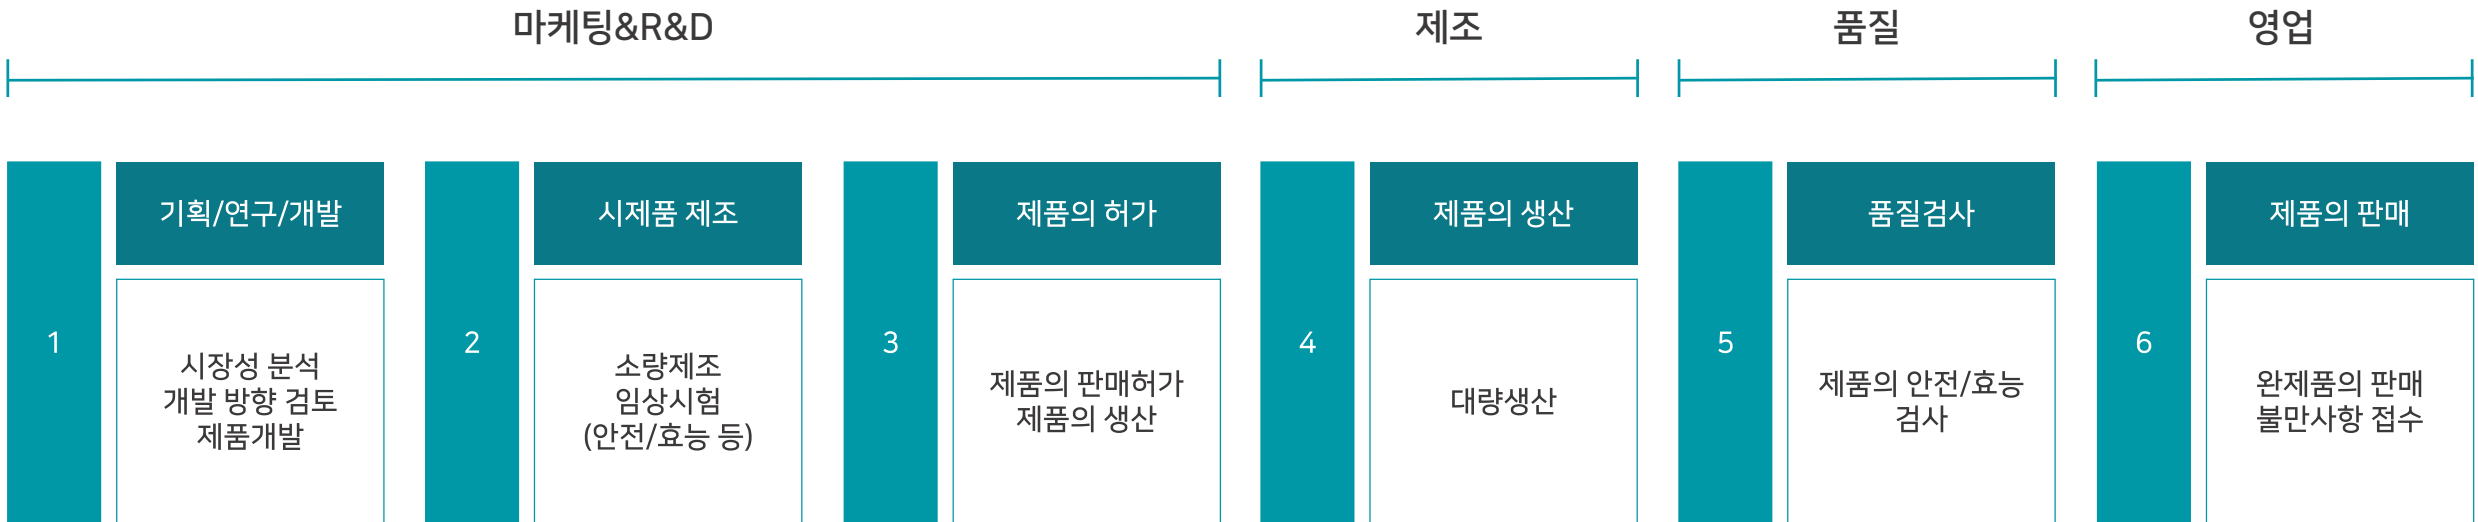 마케팅&R&D
제조
품질
영업
1
기획/연구/개발
시장성 분석
개발 방향 검토
제품개발
2
시제품 제조
소량제조
임상시험
(안전/효능 등)
3
제품의 허가
제품의 판매허가
제품의 생산
4
제품의 생산
대량생산
5
품질검사
제품의 안전/효능
검사
6
제품의 판매
완제품의 판매
불만사항 접수